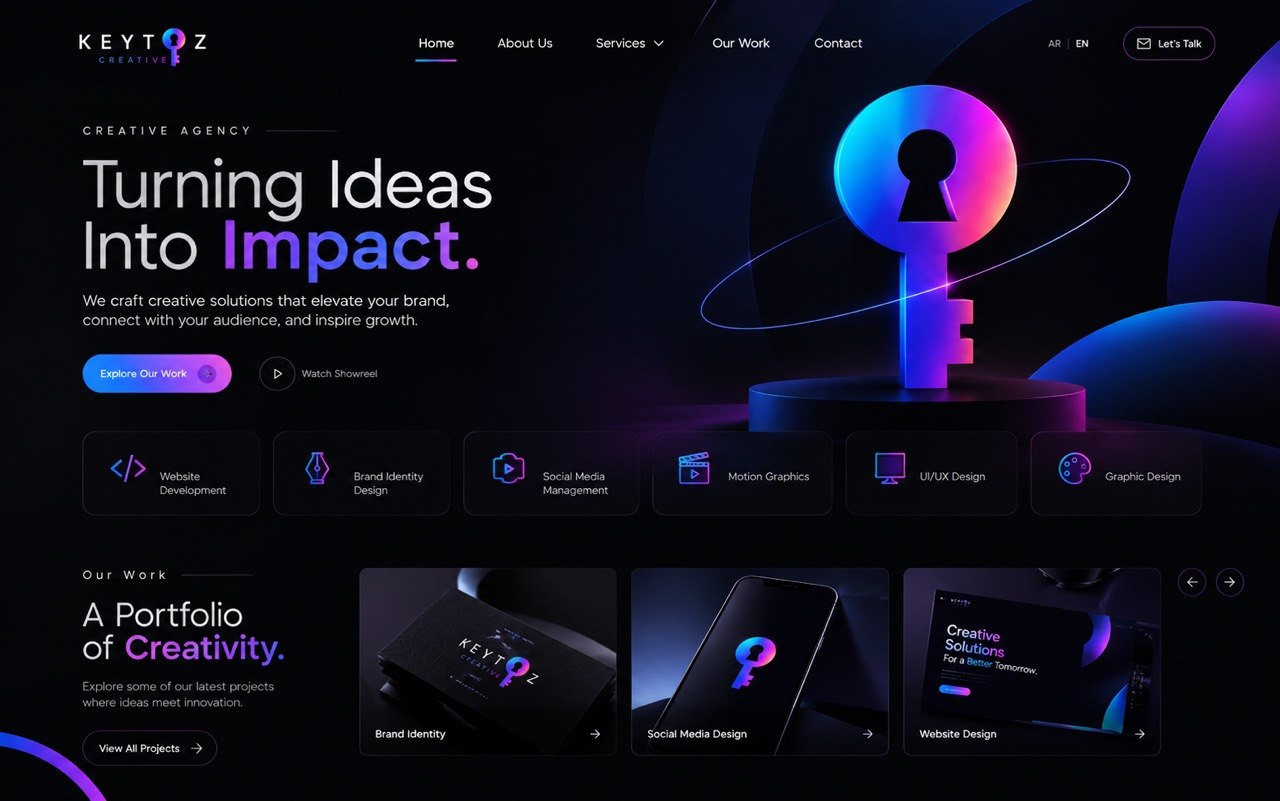 KEYTOZ
CREATIVE
Home
About Us
Services
Our Work
Contact
AR | EN
Let's Talk
CREATIVE AGENCY
Turning Ideas
Into Impact.
We craft creative solutions that elevate your brand,
connect with your audience, and inspire growth.
Explore Our Work
Watch Showreel
Website
Development
Brand Identity
Design
Social Media
Management
Motion Graphics
UI/UX Design
Graphic Design
Our Work
A Portfolio
of Creativity.
Explore some of our latest projects
where ideas meet innovation.
View All Projects
KEYTOZ
CREATIVE
Brand Identity
Social Media Design
KEYTOZ
Creative
Solutions
For a Better Tomorrow.
Website Design